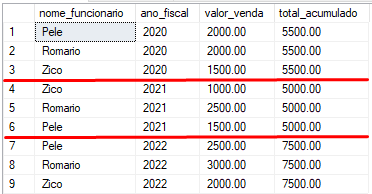 nome_funcionario ano_fiscal valor_venda total_acumulado
1 Pele 2020 2000.00 5500.00
2 Romario 2020 2000.00 5500.00
3 Zico 2020 1500.00 5500.00
4 Zico 2021 1000.00 5000.00
5 Romario 2021 2500.00 5000.00
6 Pele 2021 1500.00 5000.00
7 Pele 2022 2500.00 7500.00
8 Romario 2022 3000.00 7500.00
9 Zico 2022 2000.00 7500.00